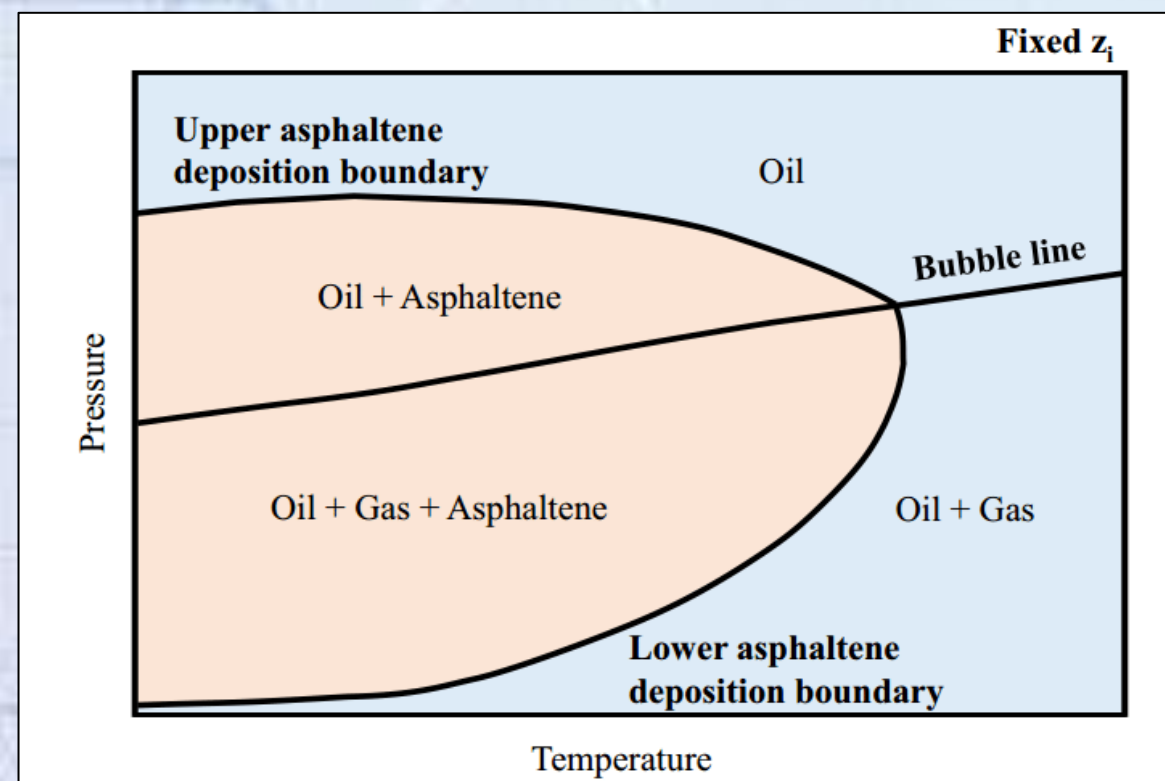 Fixed zi
Upper asphaltene
deposition boundary
Oil
Bubble line
Oil + Asphaltene
Pressure
Oil + Gas + Asphaltene
Oil + Gas
Lower asphaltene
deposition boundary
Temperature